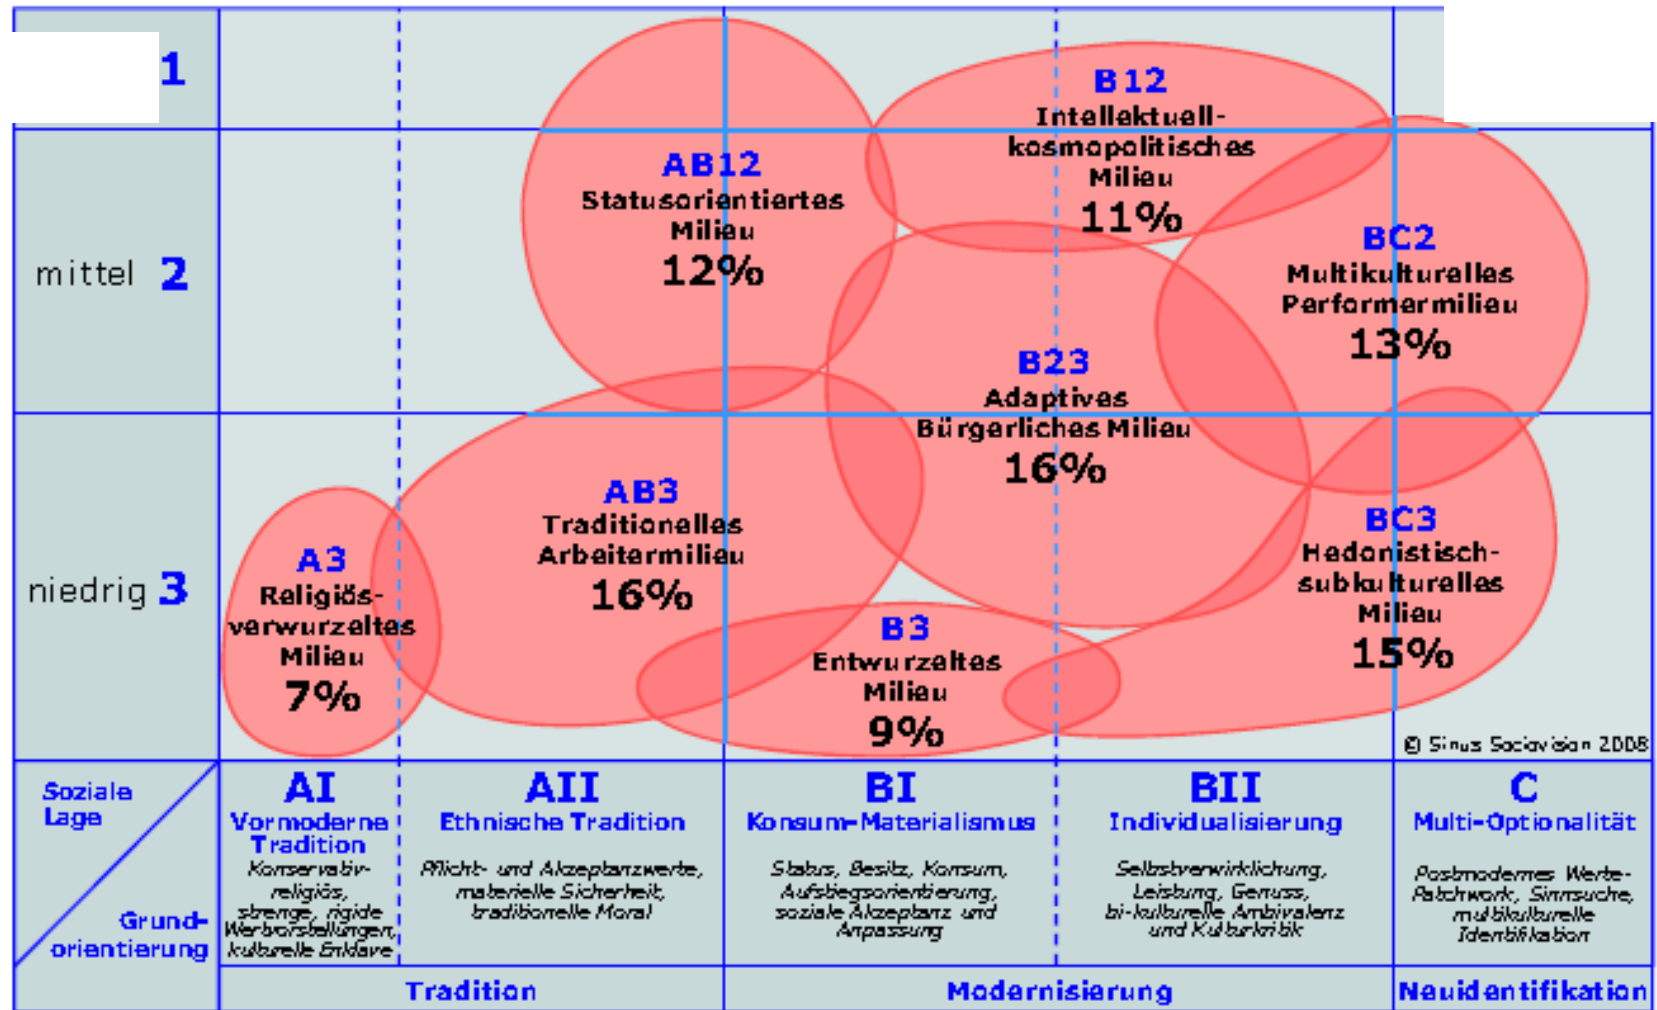 1
B12
Intellektuell-
kosmopolitisches
Milieu
11%
AB12
Statusorientiertes
Milieu
12%
mittel 2
BC2
Multikulturelles
Performermilieu
13%
B23
Adaptives
Bürgerliches Milieu
16%
AB3
Traditionelles
Arbeitermilieu
16%
BC3
Hedonistisch-
subkulturelles
Milieu
15%
niedrig 3
A3
Religiös-
verwurzeltes
Milieu
7%
B3
Entwurzeltes
Milieu
9%
© Sinus Sociovision 2008
Soziale
Lage
Grund-
orientierung
AI
Vormoderne
Tradition
Konservativ-
religiös,
strenge, rigide
Wertvorstellungen,
kulturelle Enklave
AII
Ethnische Tradition
Pflicht- und Akzeptanzwerte,
materielle Sicherheit,
traditionelle Moral
BI
Konsum-Materialismus
Status, Besitz, Konsum,
Aufstiegsorientierung,
soziale Akzeptanz und
Anpassung
BII
Individualisierung
Selbstverwirklichung,
Leistung, Genuss,
bi-kulturelle Ambivalenz
und Kulturkritik
C
Multi-Optionalität
Postmodernes Werte-
Patchwork, Sinnsuche,
multikulturelle
Identifikation
Tradition
Modernisierung
Neuidentifikation